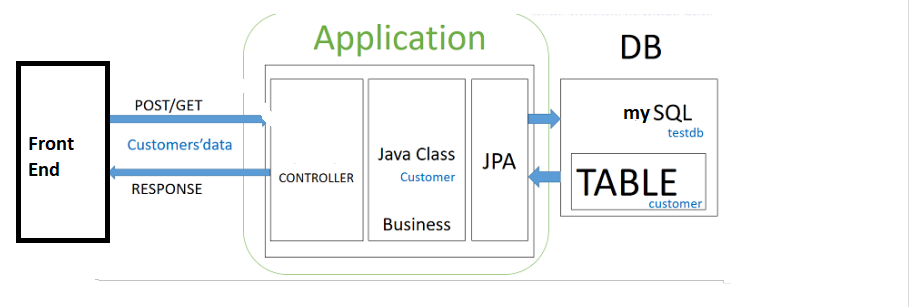 Application
DB
Front
End
POST/GET
Customers'data
RESPONSE
CONTROLLER
Java Class
Customer
Business
JPA
my SQL
testdb
TABLE
customer